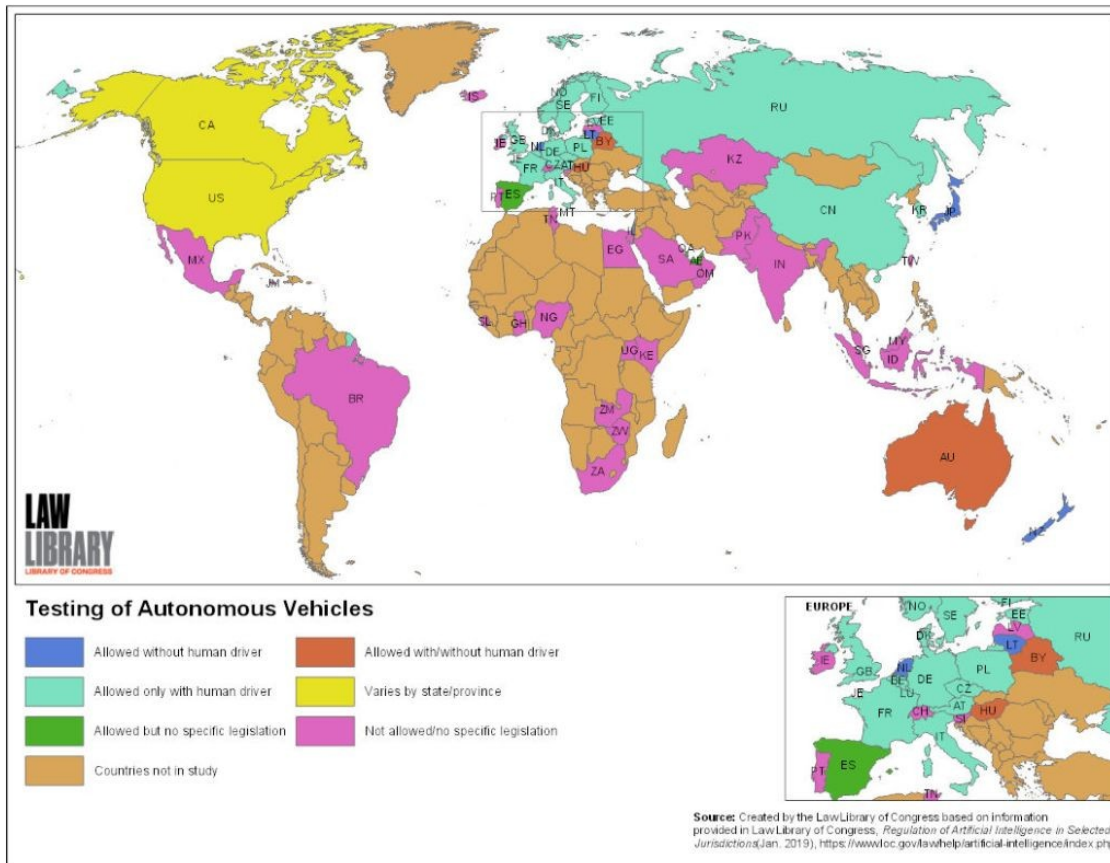 IS
NO
SE
FI
RU
CA
EE
DK
LT
IE
GB
NL
BY
DE
PL
JE
KZ
FR
CZ
AT
HU
IT
US
PT
ES
CN
KR
JP
MT
TN
IL
MX
EG
SA
QA
AE
PK
OM
IN
TW
JM
SL
GH
NG
SG
MY
UG
KE
ID
BR
ZM
ZW
AU
ZA
NZ
LAW
LIBRARY
LIBRARY OF CONGRESS
Testing of Autonomous Vehicles
Allowed without human driver
Allowed with/without human driver
Allowed only with human driver
Varies by state/province
Allowed but no specific legislation
Not allowed/no specific legislation
Countries not in study
EUROPE
NO
SE
FI
EE
RU
DK
LV
LT
IE
BY
GB
NL
PL
BE
DE
JE
LU
CZ
FR
AT
CH
HU
SI
IT
PT
ES
TN
Source: Created by the Law Library of Congress based on information
provided in Law Library of Congress, Regulation of Artificial Intelligence in Selected
Jurisdictions(Jan. 2019), https://www.loc.gov/law/help/artificial-intelligence/index.php